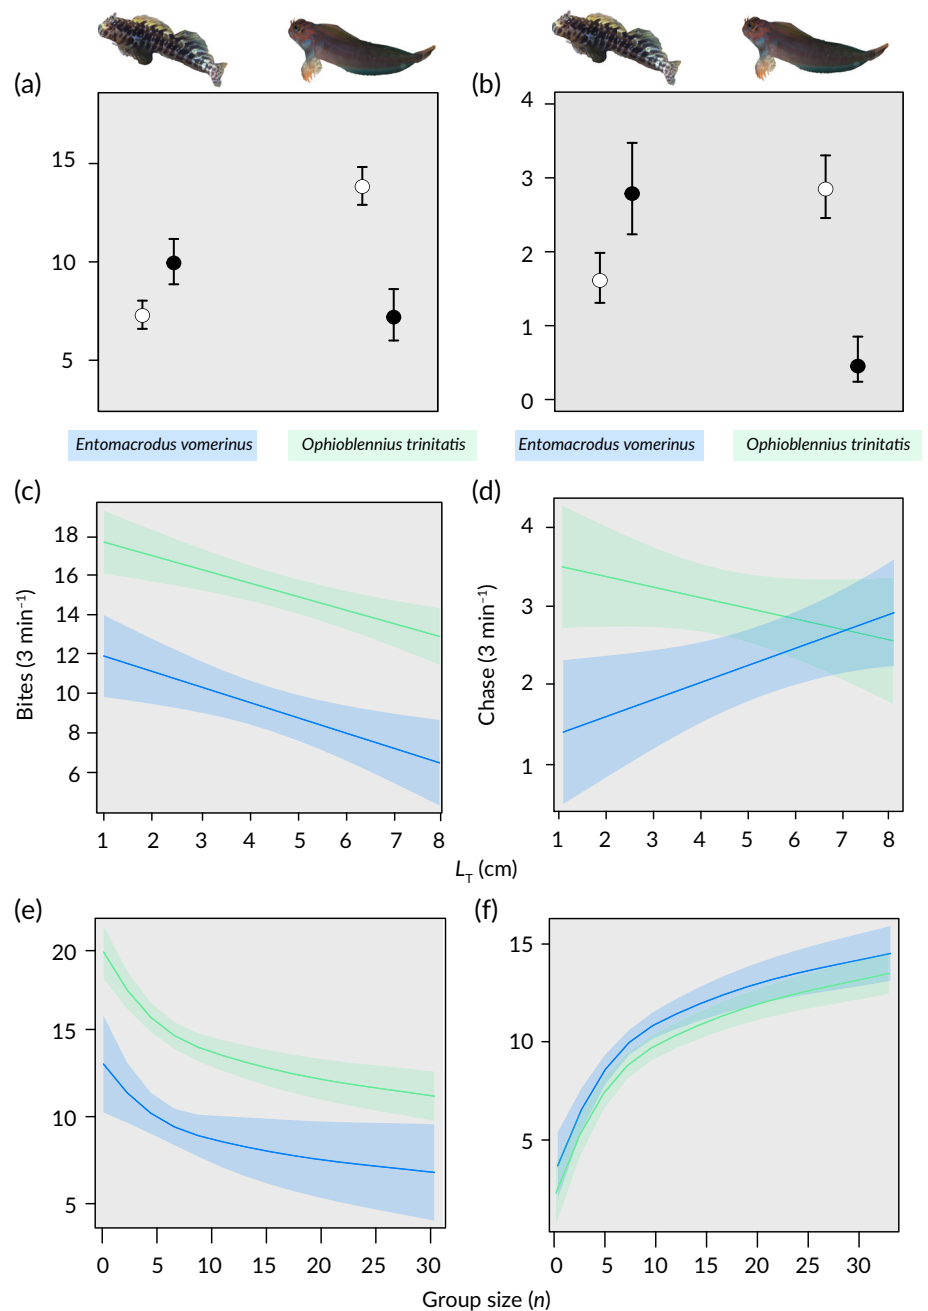 (a)
(b)
15
10
5
4
3
2
1
0
Entomacrodus vomerinus
Ophioblennius trinitatis
Entomacrodus vomerinus
Ophioblennius trinitatis
(c)
(d)
Bites (3 min⁻¹)
18
16
14
12
10
8
6
1 2 3 4 5 6 7 8
Chase (3 min⁻¹)
4
3
2
1
1 2 3 4 5 6 7 8
L_T (cm)
(e)
(f)
20
15
10
5
0 5 10 15 20 25 30
15
10
5
0 5 10 15 20 25 30
Group size (n)